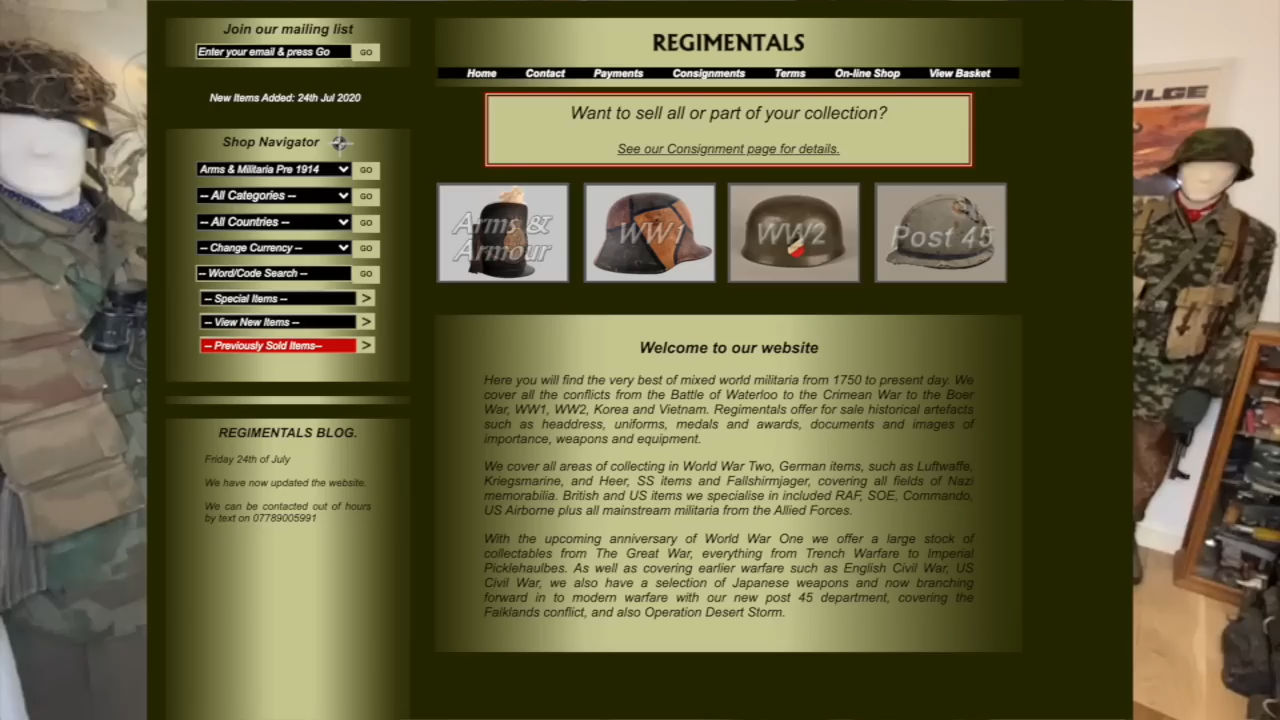 Join our mailing list
Enter your email & press Go
GO
New Items Added: 24th Jul 2020
Shop Navigator
Arms & Militaria Pre 1914
GO
-- All Categories --
GO
-- All Countries --
GO
-- Change Currency --
GO
-- Word/Code Search --
GO
-- Special Items --
>
-- View New Items --
>
-- Previously Sold Items--
>
REGIMENTALS BLOG.
Friday 24th of July
We have now updated the website.
We can be contacted out of hours
by text on 07789005991
REGIMENTALS
Home Contact Payments Consignments Terms On-line Shop View Basket
Want to sell all or part of your collection?
See our Consignment page for details.
Arms &
Armour
WW1
WW2
Post 45
Welcome to our website
Here you will find the very best of mixed world militaria from 1750 to present day. We
cover all the conflicts from the Battle of Waterloo to the Crimean War to the Boer
War, WW1, WW2, Korea and Vietnam. Regimentals offer for sale historical artefacts
such as headdress, uniforms, medals and awards, documents and images of
importance, weapons and equipment.
We cover all areas of collecting in World War Two, German items, such as Luftwaffe,
Kriegsmarine, and Heer, SS items and Fallshirmjager, covering all fields of Nazi
memorabilia. British and US items we specialise in included RAF, SOE, Commando,
US Airborne plus all mainstream militaria from the Allied Forces.
With the upcoming anniversary of World War One we offer a large stock of
collectables from The Great War, everything from Trench Warfare to Imperial
Picklehaulbes. As well as covering earlier warfare such as English Civil War, US
Civil War, we also have a selection of Japanese weapons and now branching
forward in to modern warfare with our new post 45 department, covering the
Falklands conflict, and also Operation Desert Storm.
ULGE